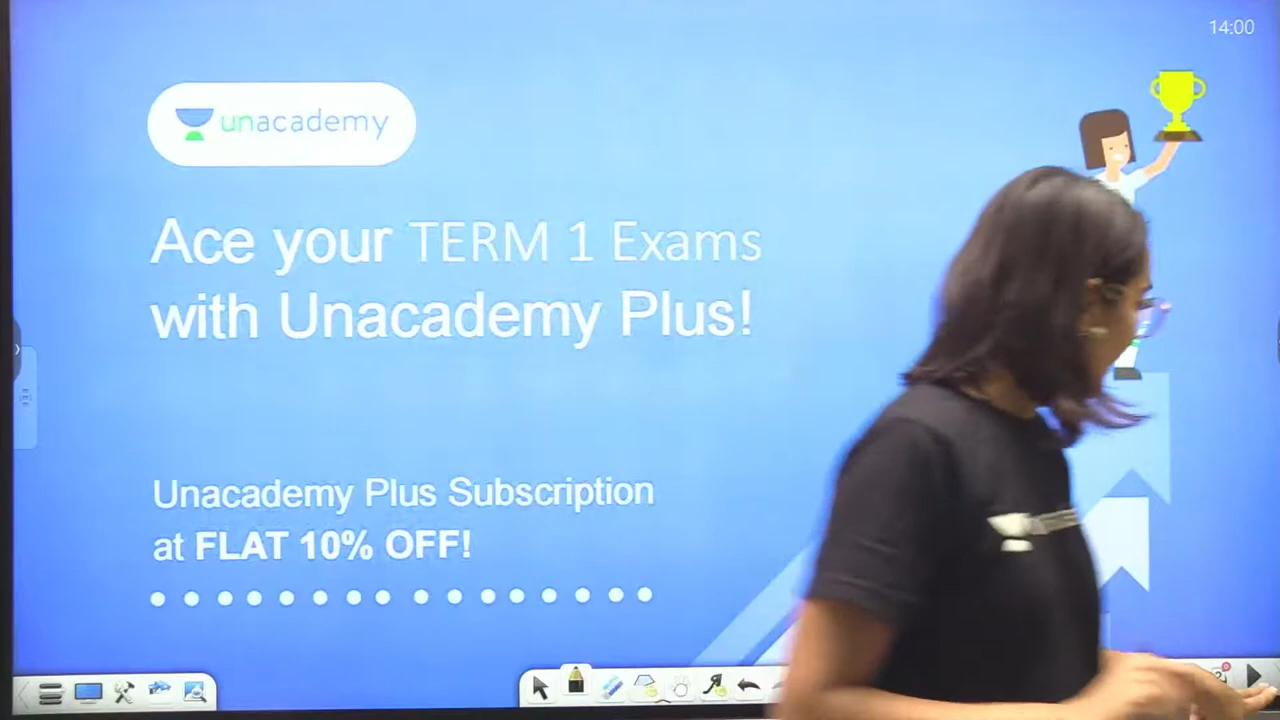 14:00
unacademy
Ace your TERM 1 Exams
with Unacademy Plus!
Unacademy Plus Subscription
at FLAT 10% OFF!